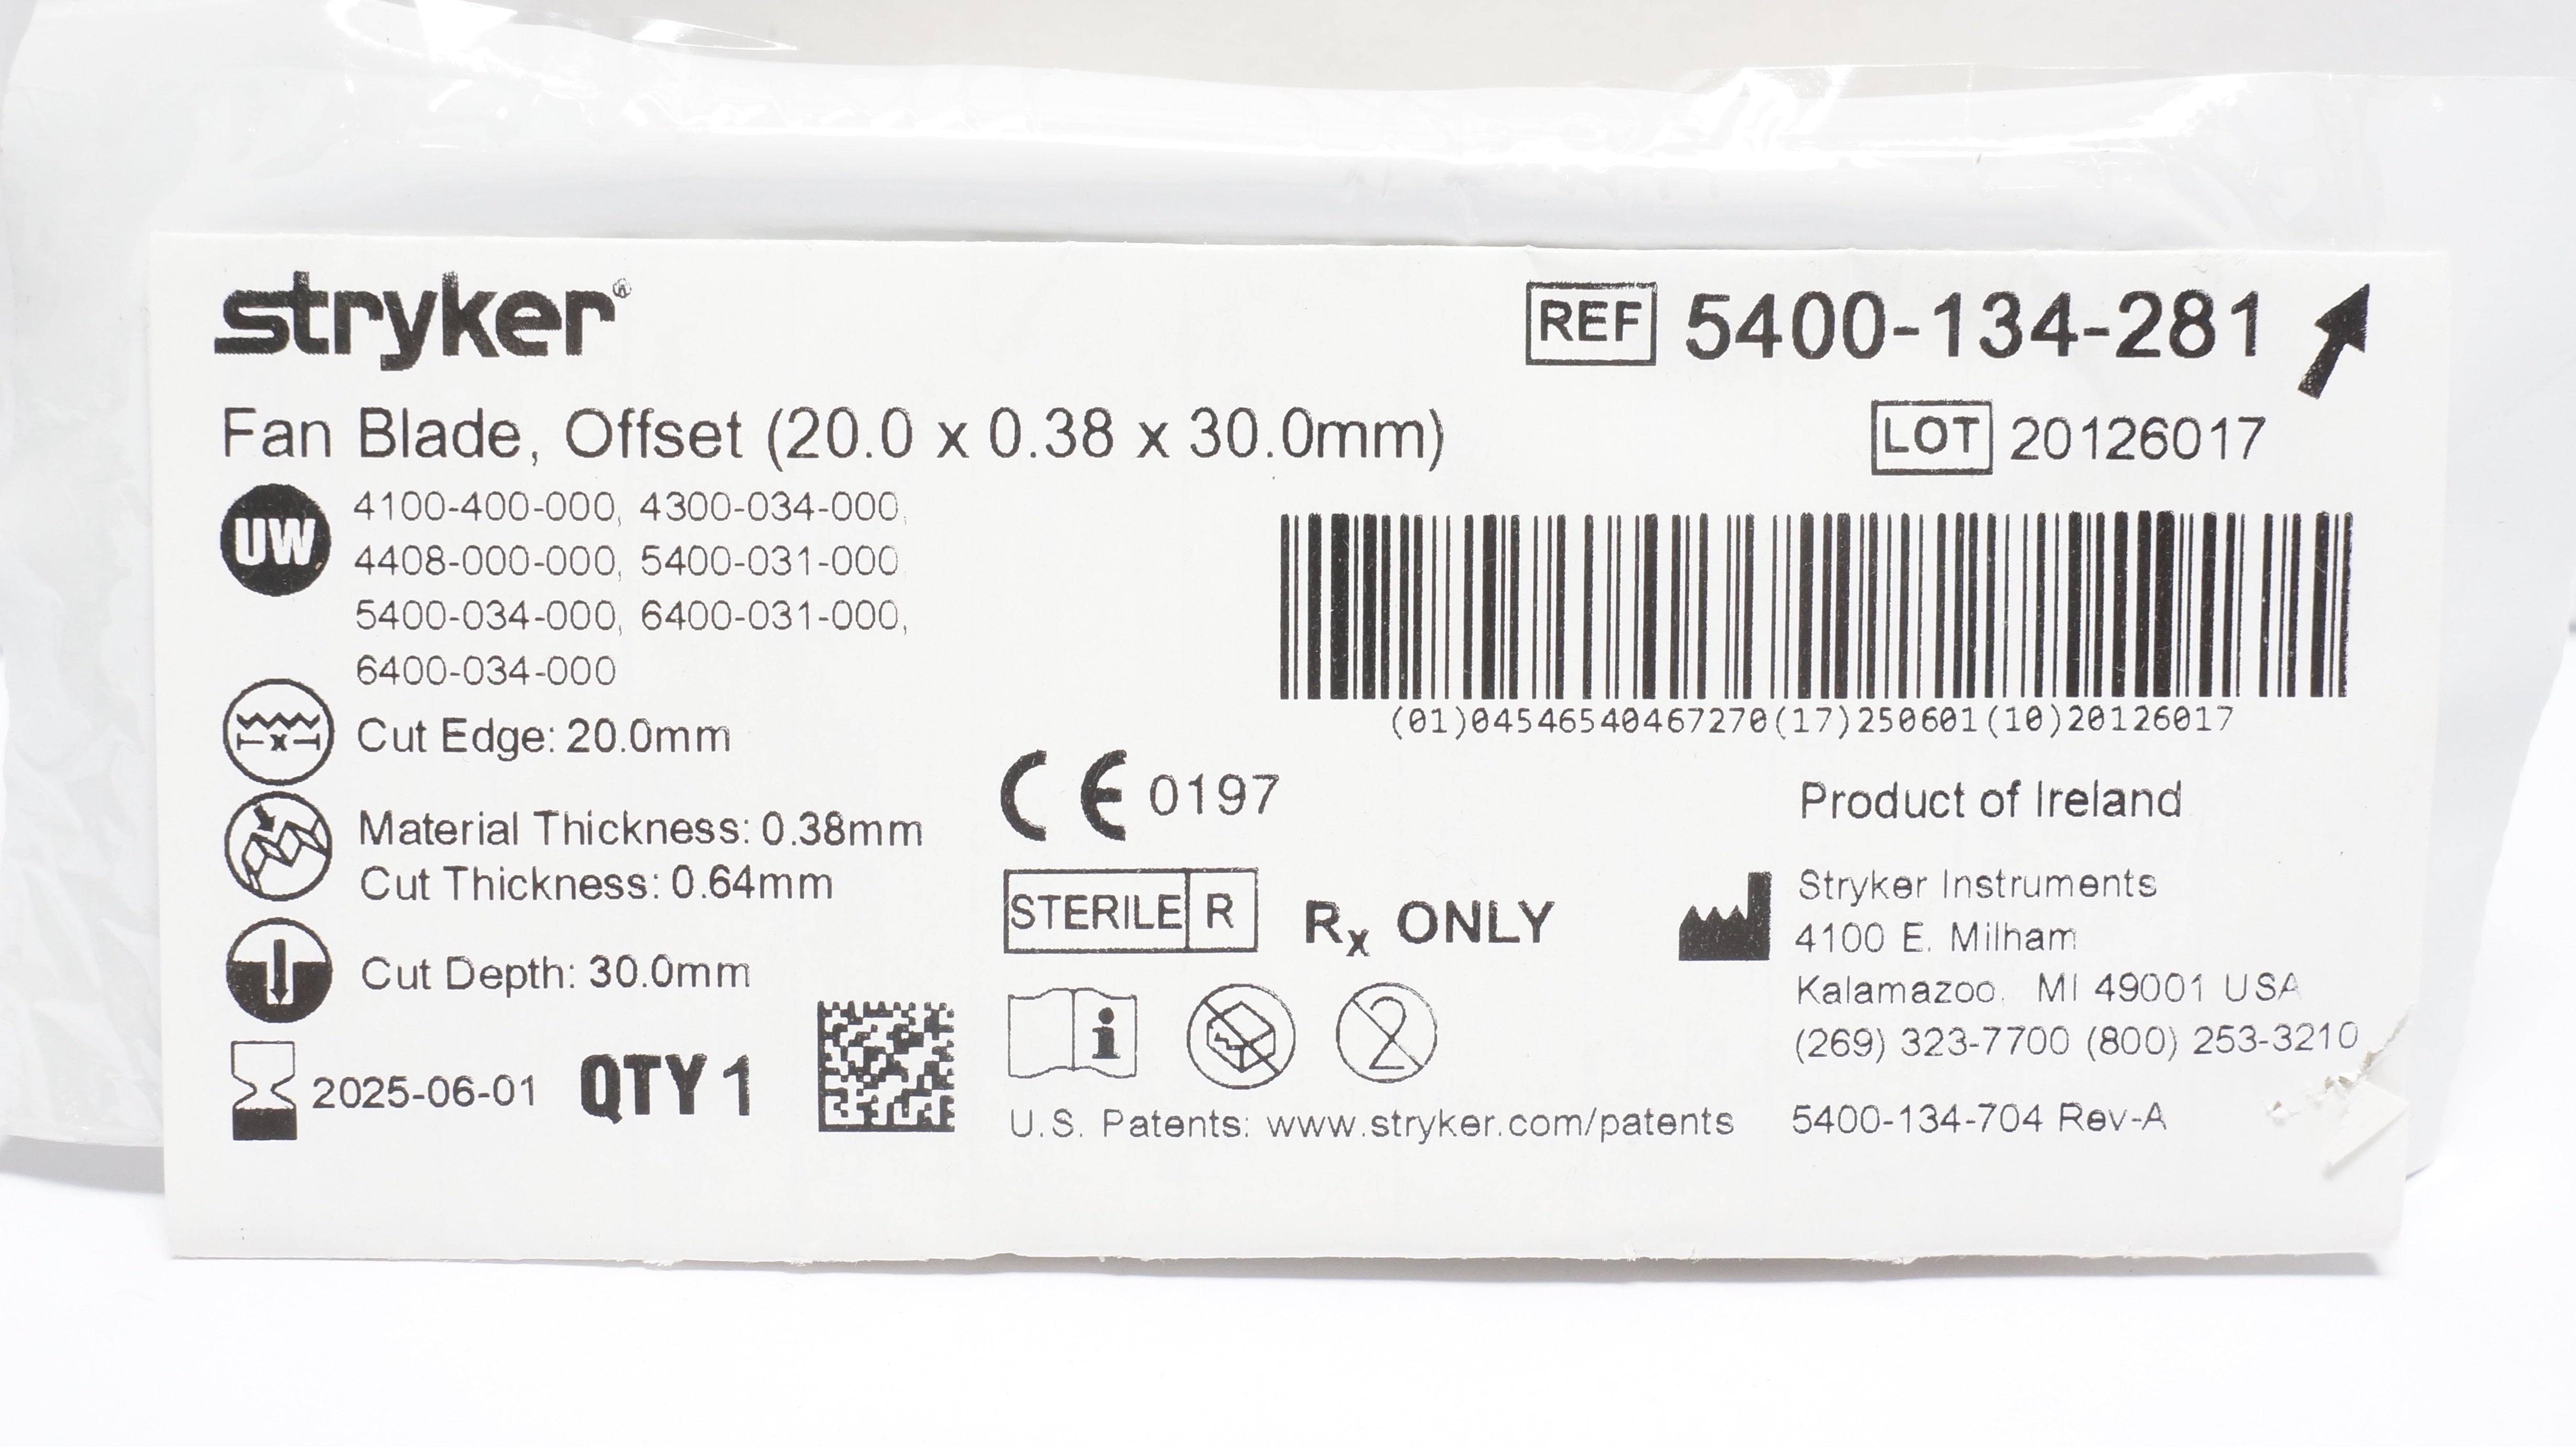 stryker®
REF 5400-134-281
Fan Blade, Offset (20.0 x 0.38 x 30.0mm)
LOT 20126017
UW
4100-400-000, 4300-034-000,
4408-000-000, 5400-031-000
5400-034-000, 6400-031-000,
6400-034-000
(01)04546540467270(17)250601(10)20126017
x
Cut Edge: 20.0mm
Material Thickness: 0.38mm
Cut Thickness: 0.64mm
Cut Depth: 30.0mm
2025-06-01 QTY 1
CE 0197
STERILE R
Rx ONLY
i
2
U.S. Patents: www.stryker.com/patents
Product of Ireland
Stryker Instruments
4100 E. Milham
Kalamazoo, MI 49001 USA
(269) 323-7700 (800) 253-3210
5400-134-704 Rev-A